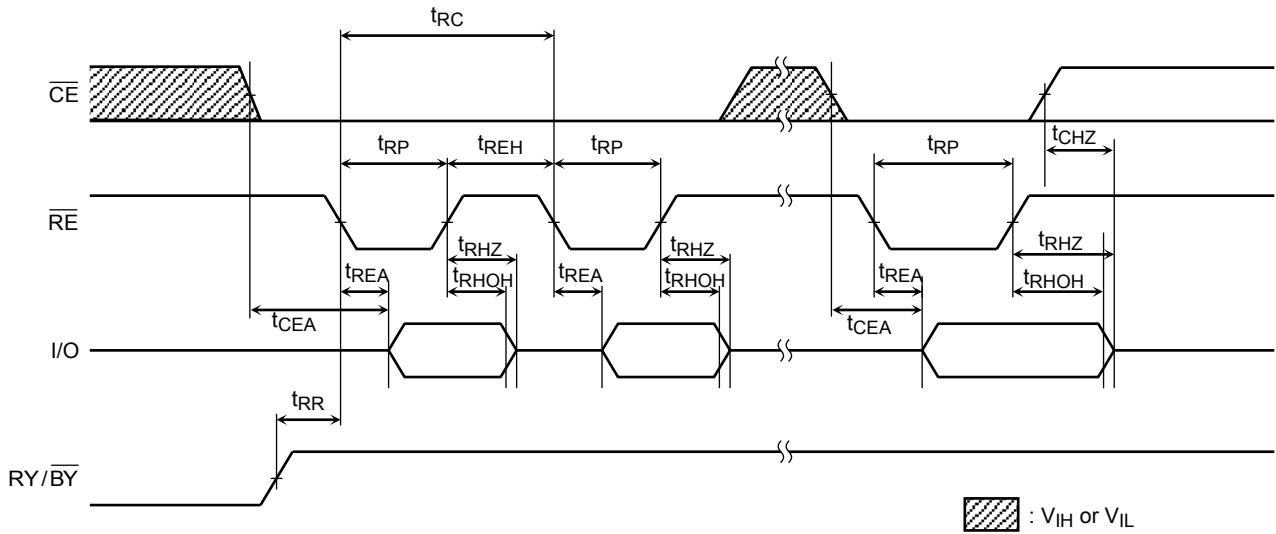 tRC
CE
tCHZ
tRP tREH tRP tRP
RE
tRHZ tRHZ tRHZ
tREA tRHOH tREA tRHOH tREA tRHOH
tCEA tCEA
I/O
tRR
RY/BY
: VIH or VIL